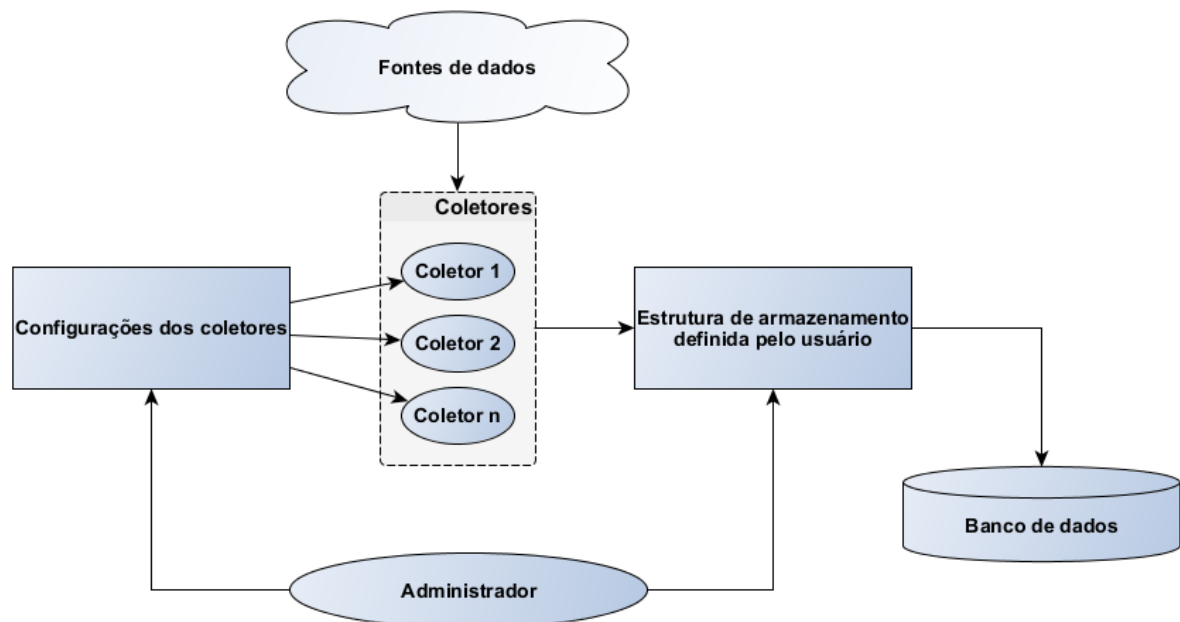 Fontes de dados
Coletores
Coletor 1
Configurações dos coletores
Coletor 2
Coletor n
Estrutura de armazenamento
definida pelo usuário
Banco de dados
Administrador